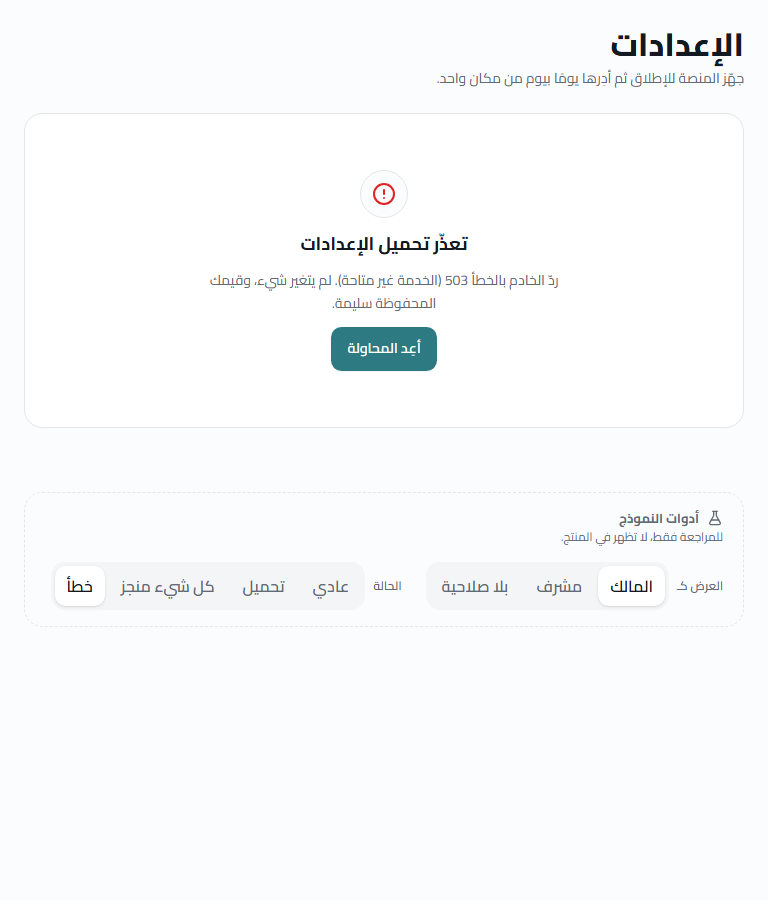 الإعدادات
جهّز المنصة للإطلاق ثم أدِرها يومًا بيوم من مكان واحد.
تعذّر تحميل الإعدادات
ردّ الخادم بالخطأ 503 (الخدمة غير متاحة). لم يتغير شيء، وقيمك
المحفوظة سليمة.
أعِد المحاولة
أدوات النموذج
للمراجعة فقط، لا تظهر في المنتج.
العرض كـ المالك مشرف بلا صلاحية الحالة عادي تحميل كل شيء منجز خطأ